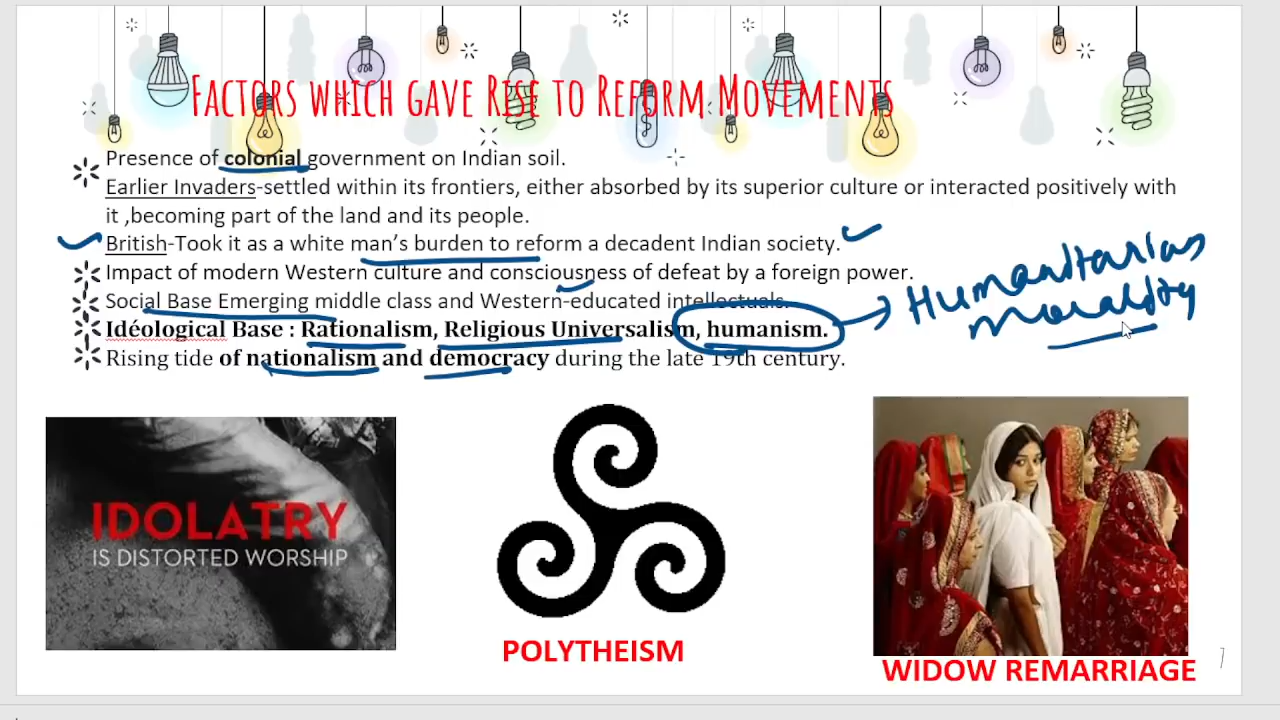 FACTORS WHICH GAVE RISE TO REFORM MOVEMENTS
Presence of colonial government on Indian soil.
Earlier Invaders-settled within its frontiers, either absorbed by its superior culture or interacted positively with
it ,becoming part of the land and its people.
British-Took it as a white man's burden to reform a decadent Indian society.
Impact of modern Western culture and consciousness of defeat by a foreign power.
Social Base Emerging middle class and Western-educated intellectuals.
Idéological Base : Rationalism, Religious Universalism, humanism.
Humanitarian
morality
Rising tide of nationalism and democracy during the late 19th century.
IDOLATRY
IS DISTORTED WORSHIP
POLYTHEISM
WIDOW REMARRIAGE
7